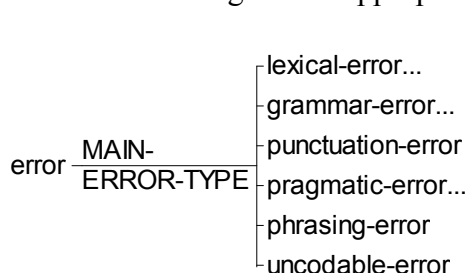 error
MAIN-
ERROR-TYPE
lexical-error...
grammar-error...
punctuation-error
pragmatic-error...
phrasing-error
uncodable-error